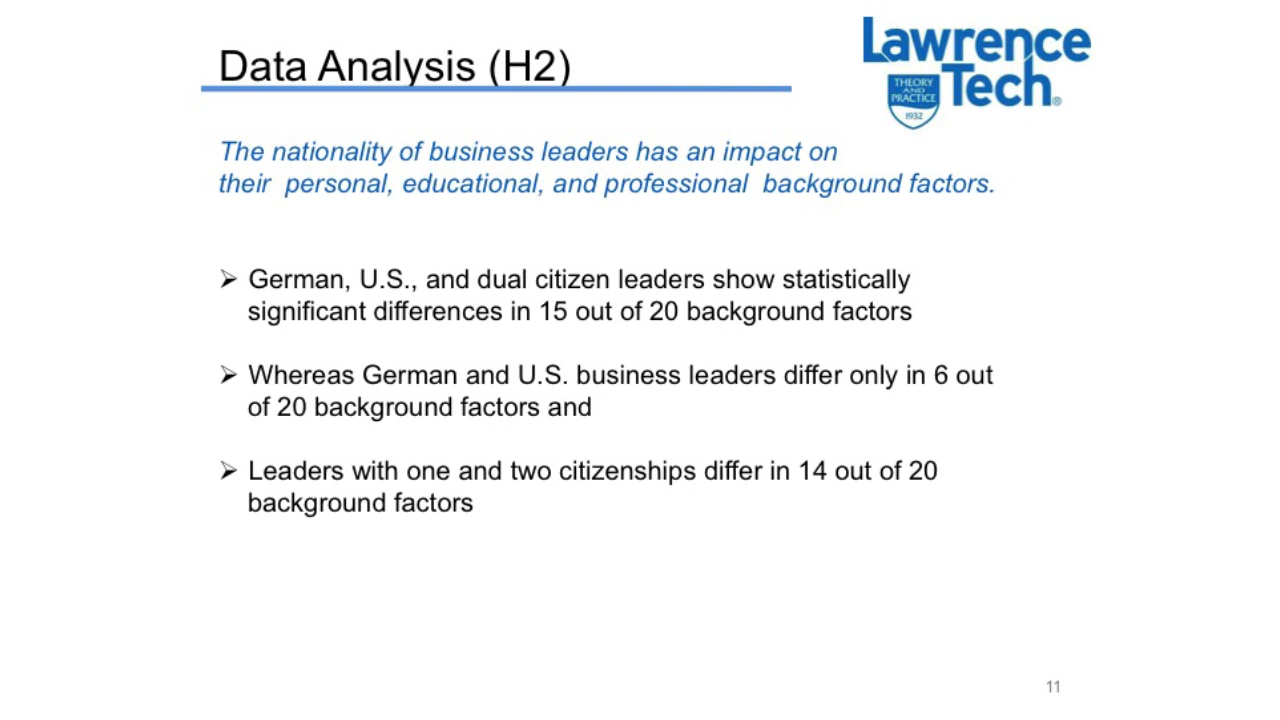 Data Analysis (H2)
Lawrence
Tech®
THEORY
AND
PRACTICE
1932
The nationality of business leaders has an impact on
their personal, educational, and professional background factors.
➢ German, U.S., and dual citizen leaders show statistically
significant differences in 15 out of 20 background factors
➢ Whereas German and U.S. business leaders differ only in 6 out
of 20 background factors and
➢ Leaders with one and two citizenships differ in 14 out of 20
background factors
11